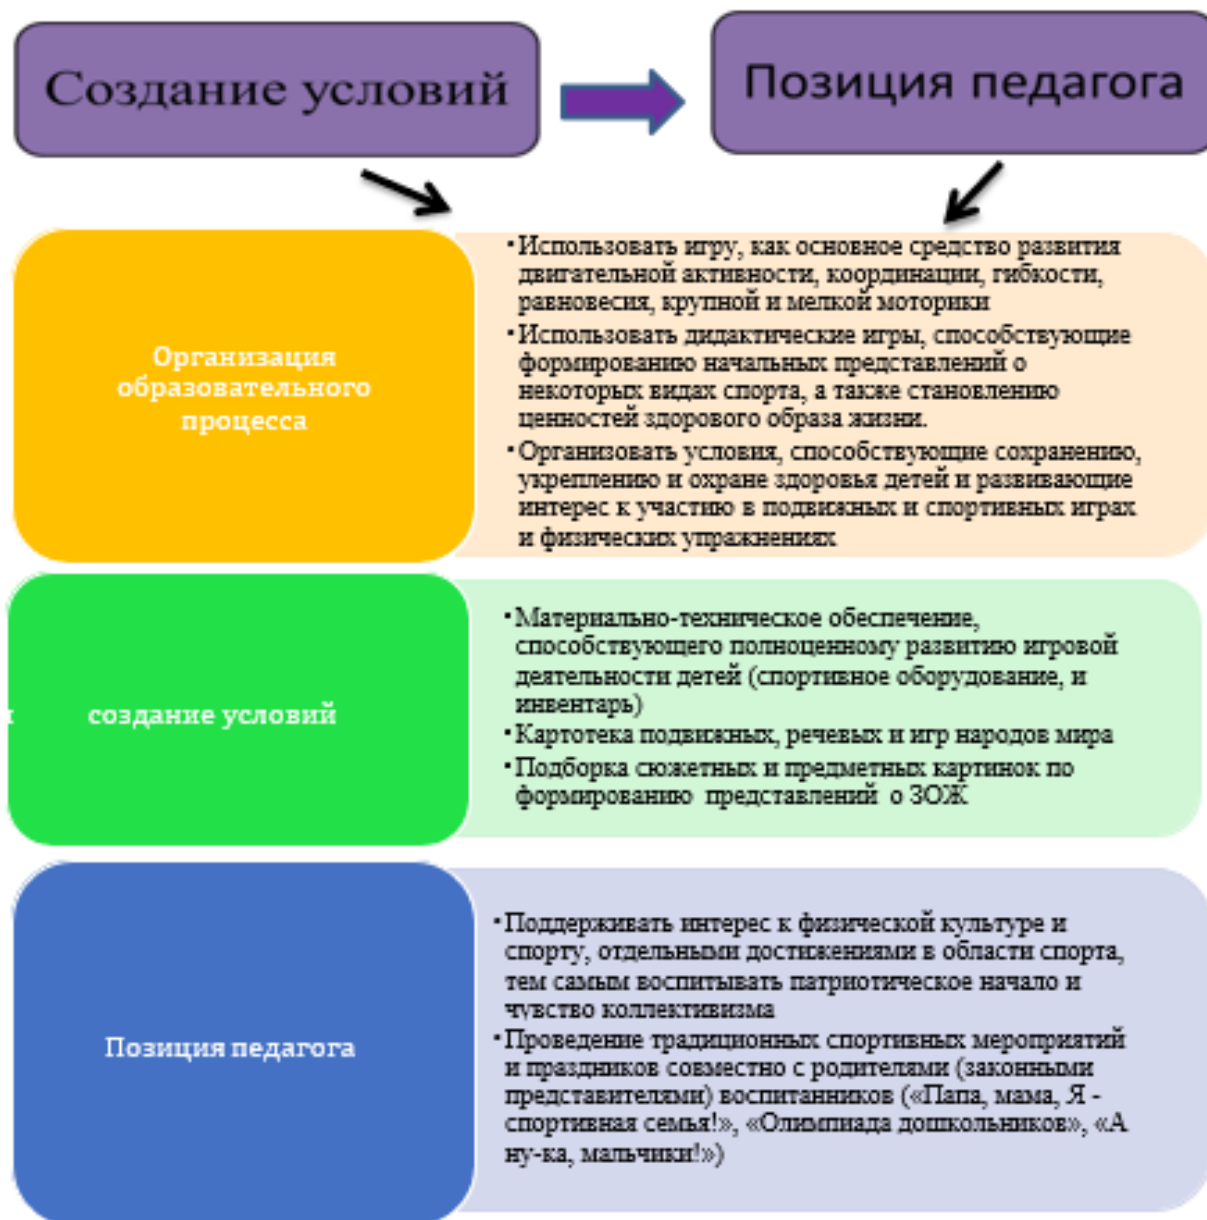 Создание условий
Позиция педагога
Организация
образовательного
процесса
•Использовать игру, как основное средство развития
двигательной активности, координации, гибкости,
равновесия, крупной и мелкой моторики
•Использовать дидактические игры, способствующие
формированию начальных представлений о
некоторых видах спорта, а также становлению
ценностей здорового образа жизни.
•Организовать условия, способствующие сохранению,
укреплению и охране здоровья детей и развивающие
интерес к участию в подвижных и спортивных играх
и физических упражнениях
создание условий
•Материально-техническое обеспечение,
способствующего полноценному развитию игровой
деятельности детей (спортивное оборудование, и
инвентарь)
•Картотека подвижных, речевых и игр народов мира
•Подборка сюжетных и предметных картинок по
формированию представлений о ЗОЖ
Позиция педагога
•Поддерживать интерес к физической культуре и
спорту, отдельными достижениями в области спорта,
тем самым воспитывать патриотическое начало и
чувство коллективизма
•Проведение традиционных спортивных мероприятий
и праздников совместно с родителями (законными
представителями) воспитанников («Папа, мама, Я -
спортивная семья!», «Олимпиада дошкольников», «А
ну-ка, мальчики!»)